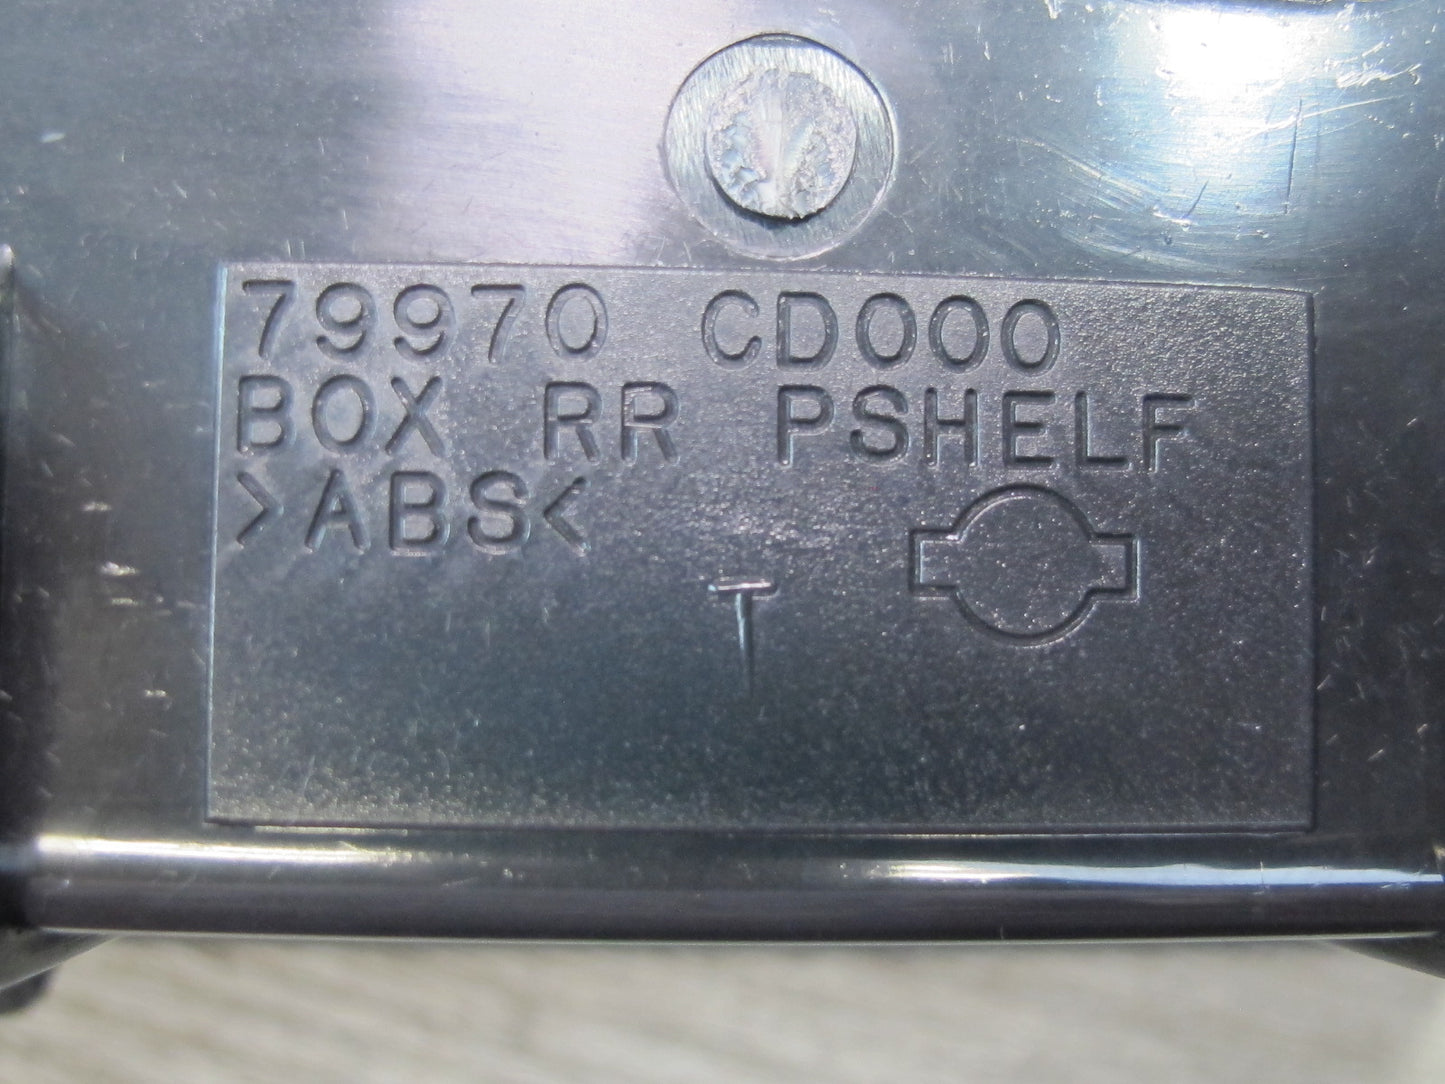 79970 CD000
BOX RR PSHELF
>ABS<
T